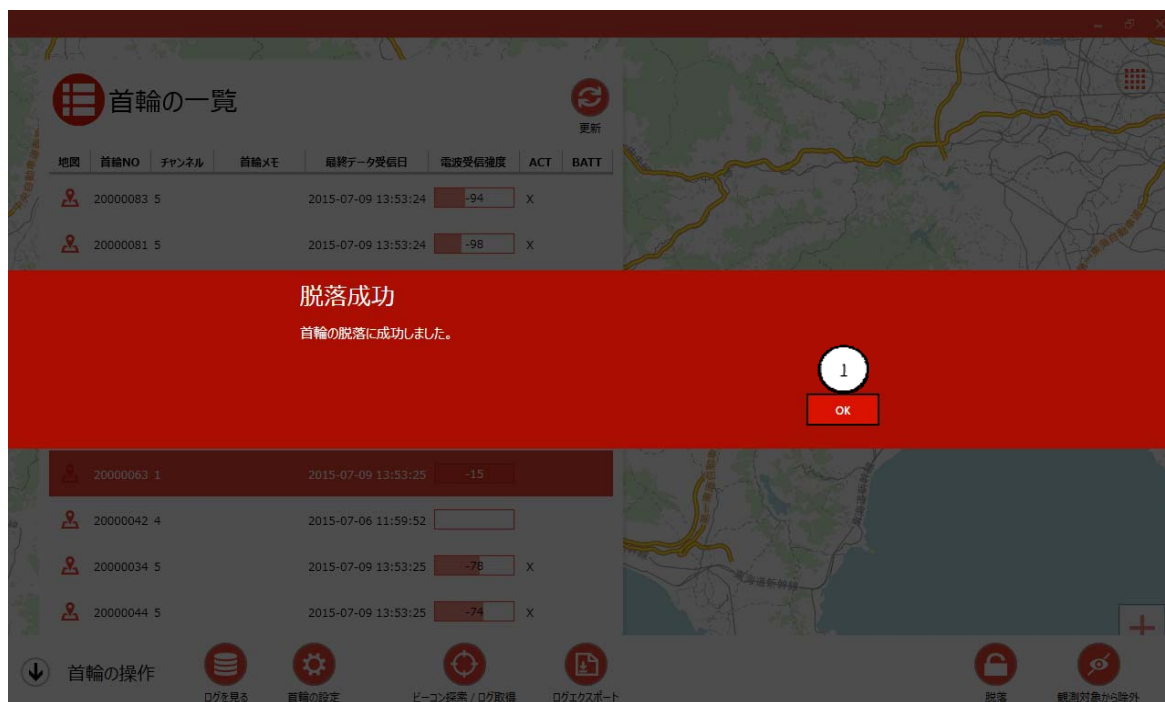 首輪の一覧
更新
地図 首輪NO チャンネル 首輪メモ 最終データ受信日 電波受信強度 ACT BATT
20000083 5 2015-07-09 13:53:24 -94 X
20000081 5 2015-07-09 13:53:24 -98 X
脱落成功
首輪の脱落に成功しました。
1
OK
20000063 1 2015-07-09 13:53:25 -15
20000042 4 2015-07-06 11:59:52
20000034 5 2015-07-09 13:53:25 -78 X
20000044 5 2015-07-09 13:53:25 -74 X
東海道新幹線
首輪の操作
ログを見る 首輪の設定 ビーコン探索 / ログ取得 ログエクスポート 脱落 観測対象から除外